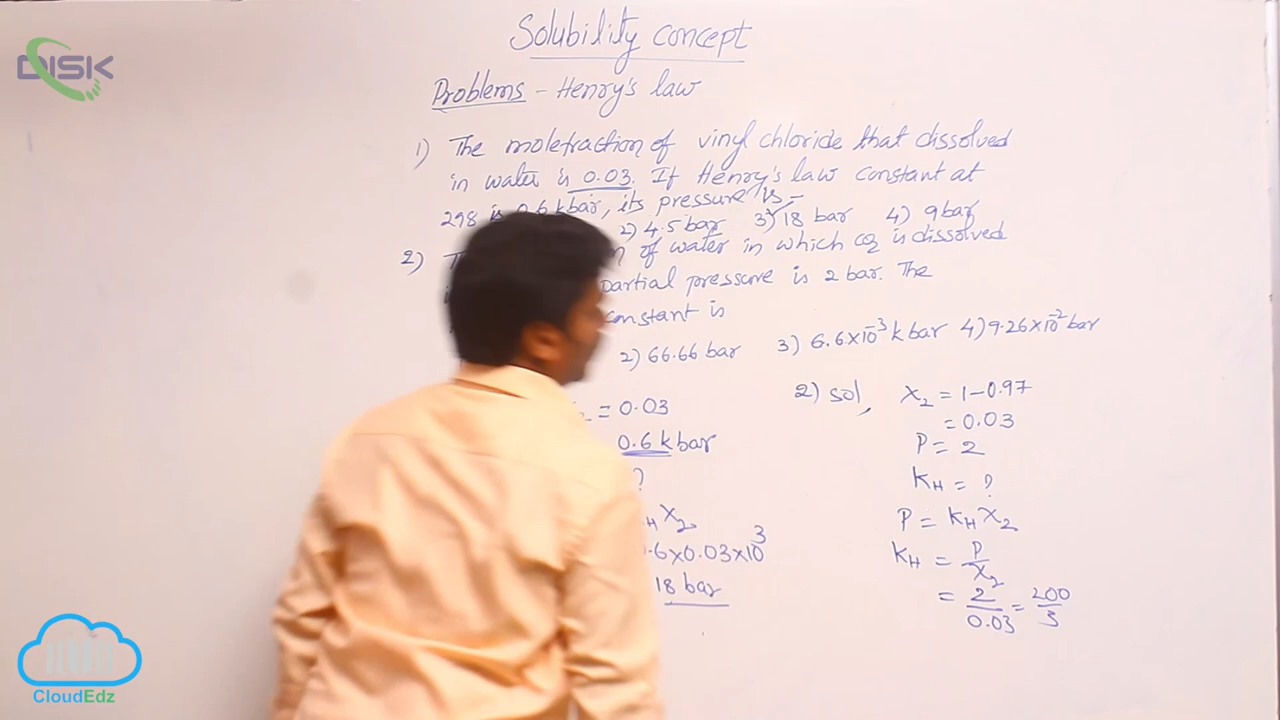 DISK
Solubility concept
Problems - Henry's law
1) The molefraction of vinyl chloride that dissolved
in water is 0.03. If Henry's law constant at
298 is 0.6 kbar, its pressure is -
2) 4.5 bar 3) 18 bar 4) 9 bar
2) of water in which CO2 is dissolved
partial pressure is 2 bar. The
constant is
2) 66.66 bar 3) 6.6×10⁻³ k bar 4) 9.26×10⁻² bar
= 0.03
0.6 k bar
?
X₂
.6×0.03×10³
18 bar
2) sol, X₂ = 1-0.97
= 0.03
P = 2
K_H = ?
P = K_H X₂
K_H = P/X₂
= 2/0.03 = 200/3
CloudEdz